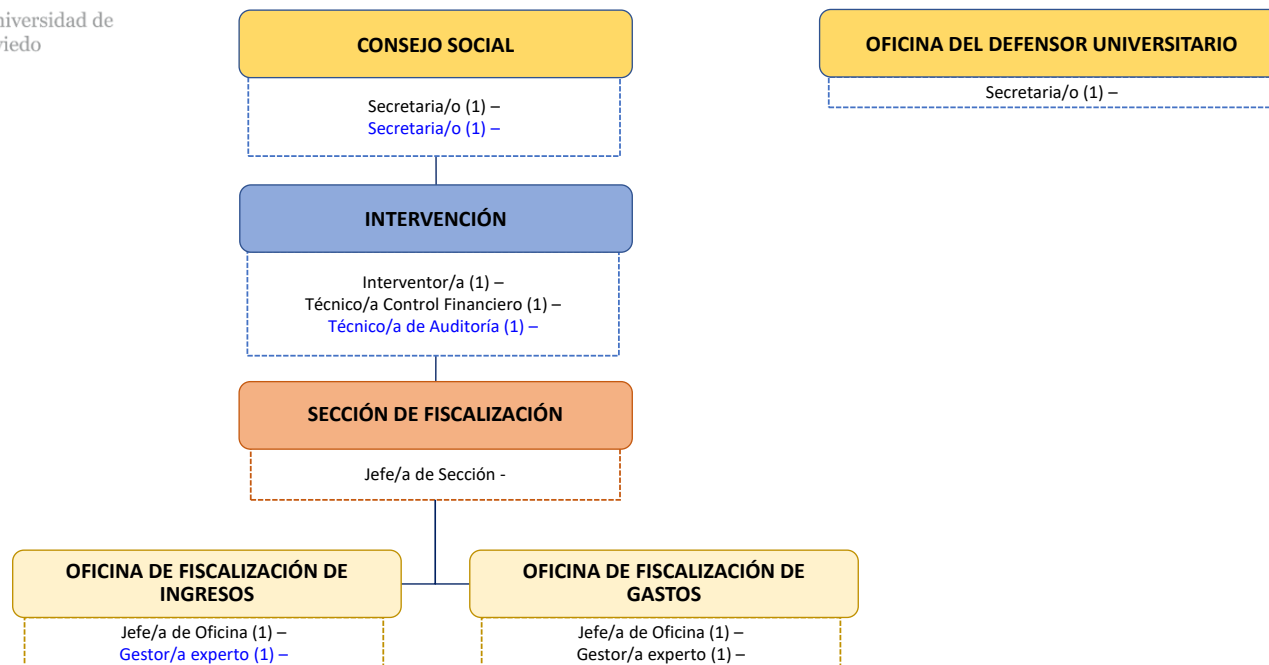 niversidad de
viedo
CONSEJO SOCIAL
Secretaria/o (1) –
Secretaria/o (1) –
OFICINA DEL DEFENSOR UNIVERSITARIO
Secretaria/o (1) –
INTERVENCIÓN
Interventor/a (1) –
Técnico/a Control Financiero (1) –
Técnico/a de Auditoría (1) –
SECCIÓN DE FISCALIZACIÓN
Jefe/a de Sección -
OFICINA DE FISCALIZACIÓN DE
INGRESOS
Jefe/a de Oficina (1) –
Gestor/a experto (1) –
OFICINA DE FISCALIZACIÓN DE
GASTOS
Jefe/a de Oficina (1) –
Gestor/a experto (1) –